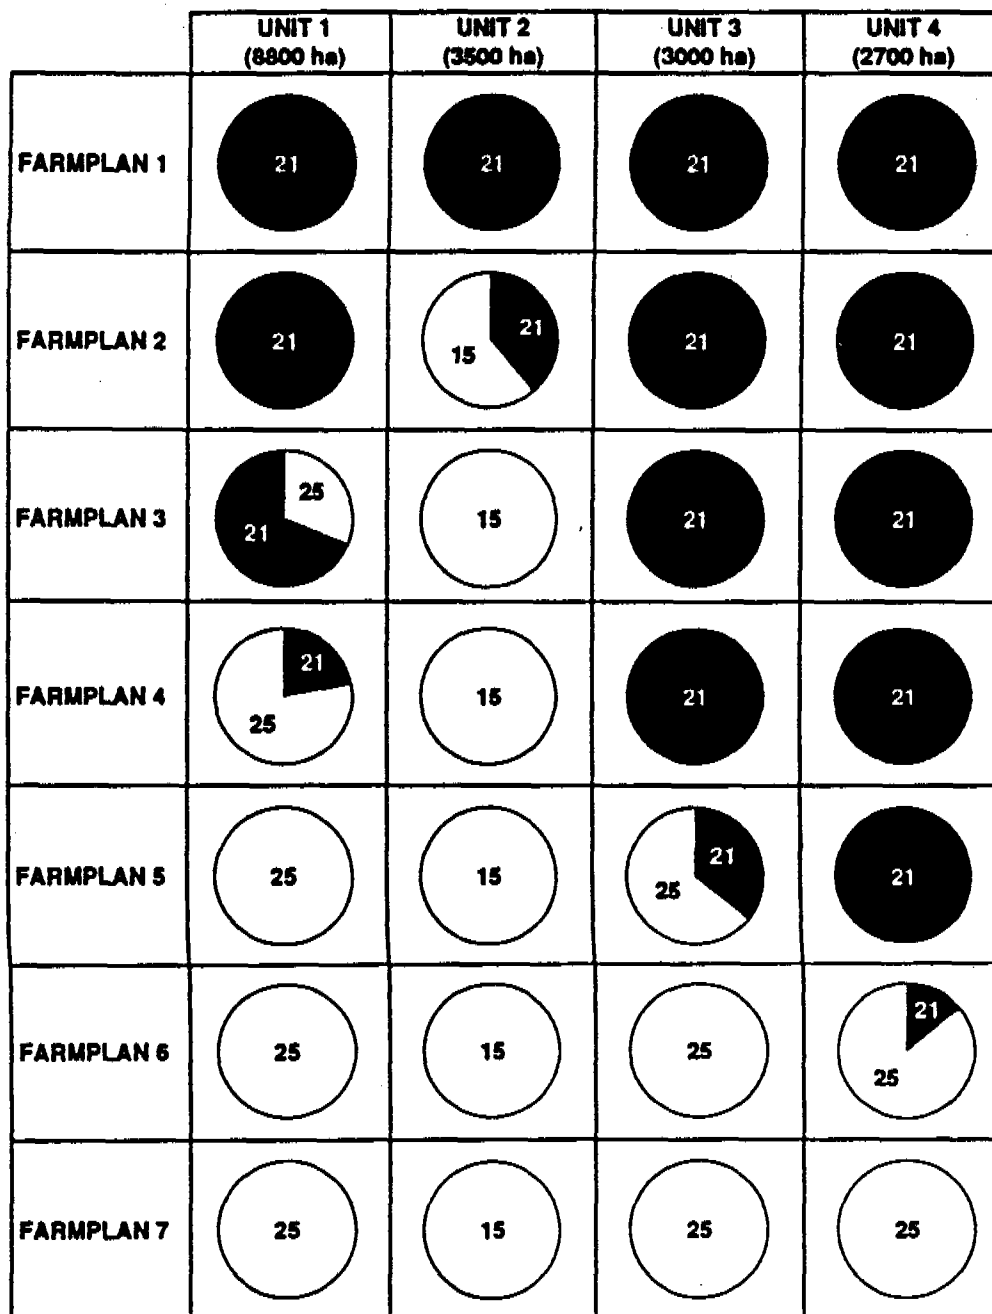 UNIT 1 UNIT 2 UNIT 3 UNIT 4
(8800 ha) (3500 ha) (3000 ha) (2700 ha)
FARMPLAN 1 21 21 21 21
FARMPLAN 2 21 21 15 21 21
FARMPLAN 3 25 21 15 21 21
FARMPLAN 4 21 25 15 21 21
FARMPLAN 5 25 15 21 25 21
FARMPLAN 6 25 15 25 21 25
FARMPLAN 7 25 15 25 25